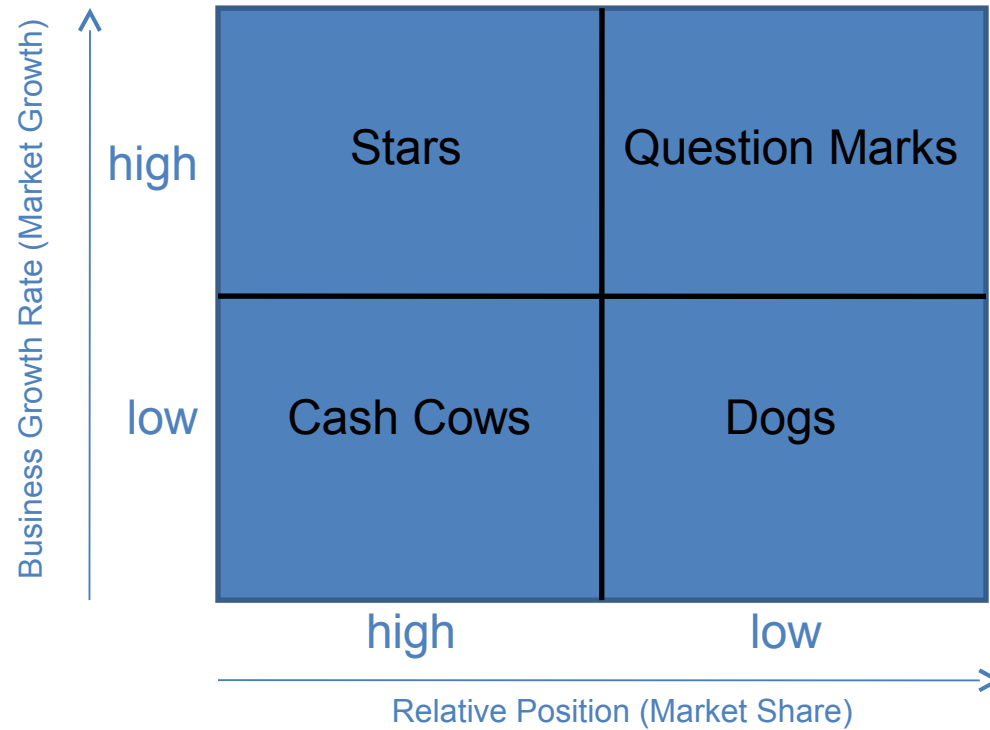 Business Growth Rate (Market Growth)
high
Stars
Question Marks
low
Cash Cows
Dogs
high
low
Relative Position (Market Share)